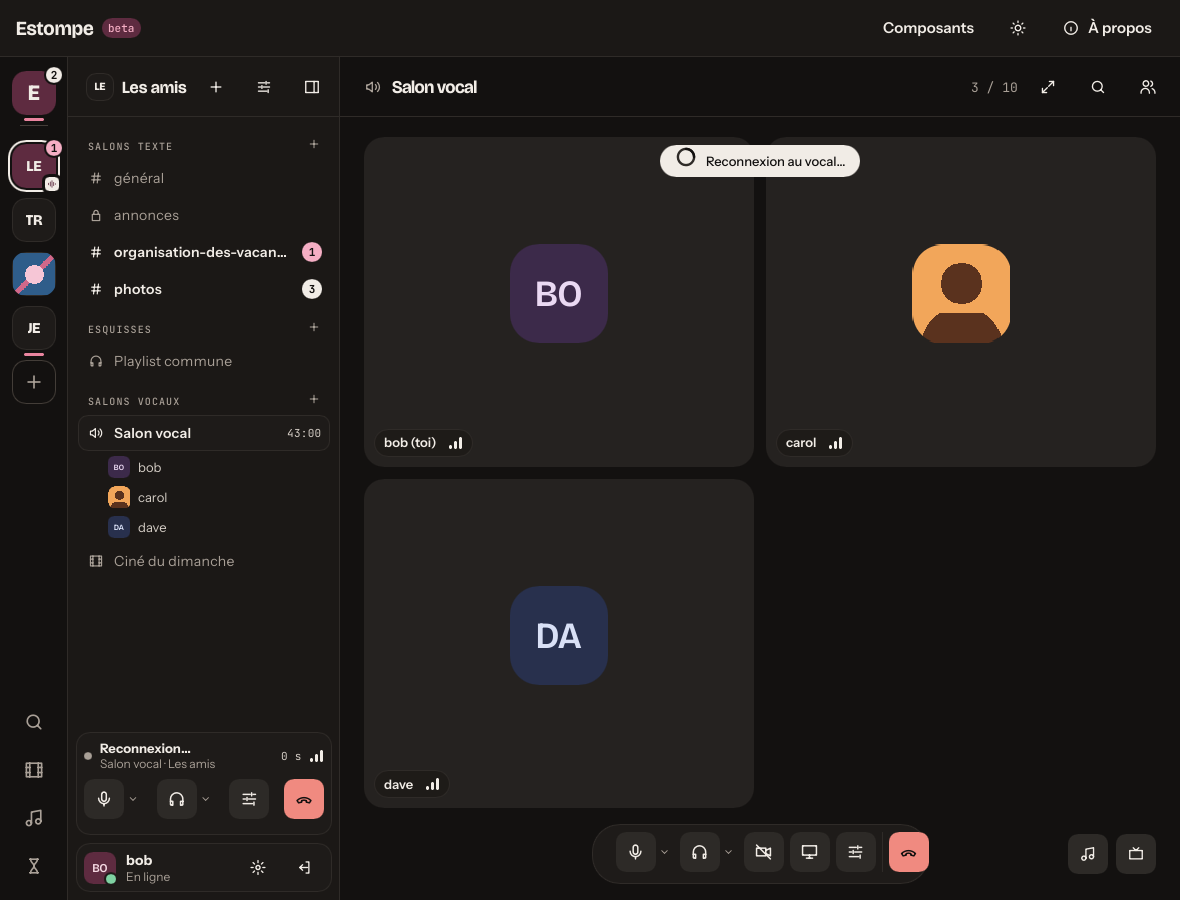 Estompe beta
Composants
À propos
E
2
LE
1
TR
JE
LE Les amis
SALONS TEXTE
général
annonces
organisation-des-vacan... 1
photos 3
ESQUISSES
Playlist commune
SALONS VOCAUX
Salon vocal 43:00
BO bob
carol
DA dave
Ciné du dimanche
Reconnexion... 0 s
Salon vocal · Les amis
BO bob
En ligne
Salon vocal
3 / 10
Reconnexion au vocal...
BO
bob (toi)
carol
DA
dave